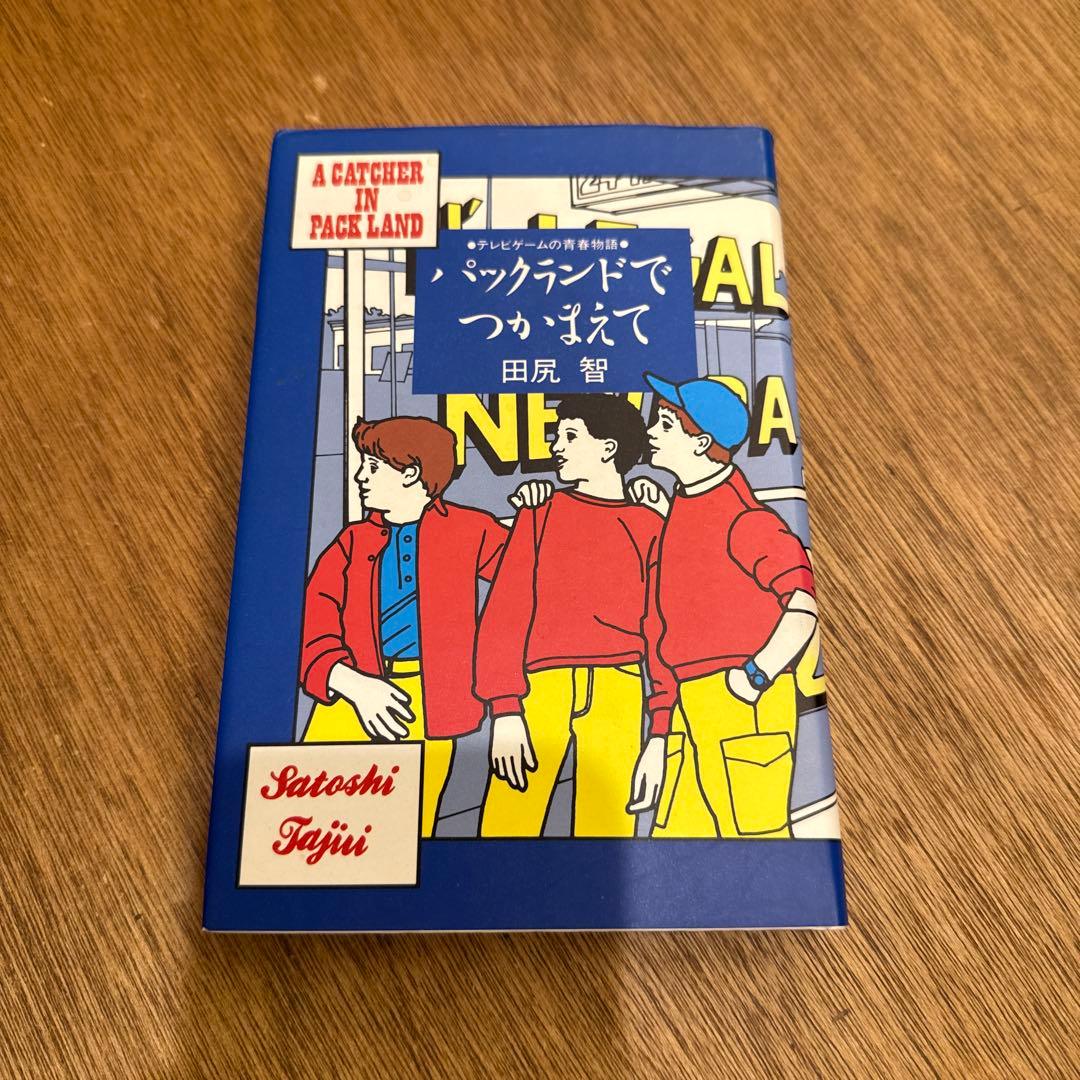 A CATCHER
IN
PACK LAND
●テレビゲームの青春物語●
パックランドで
つかまえて
田尻 智
Satoshi
Tajiri